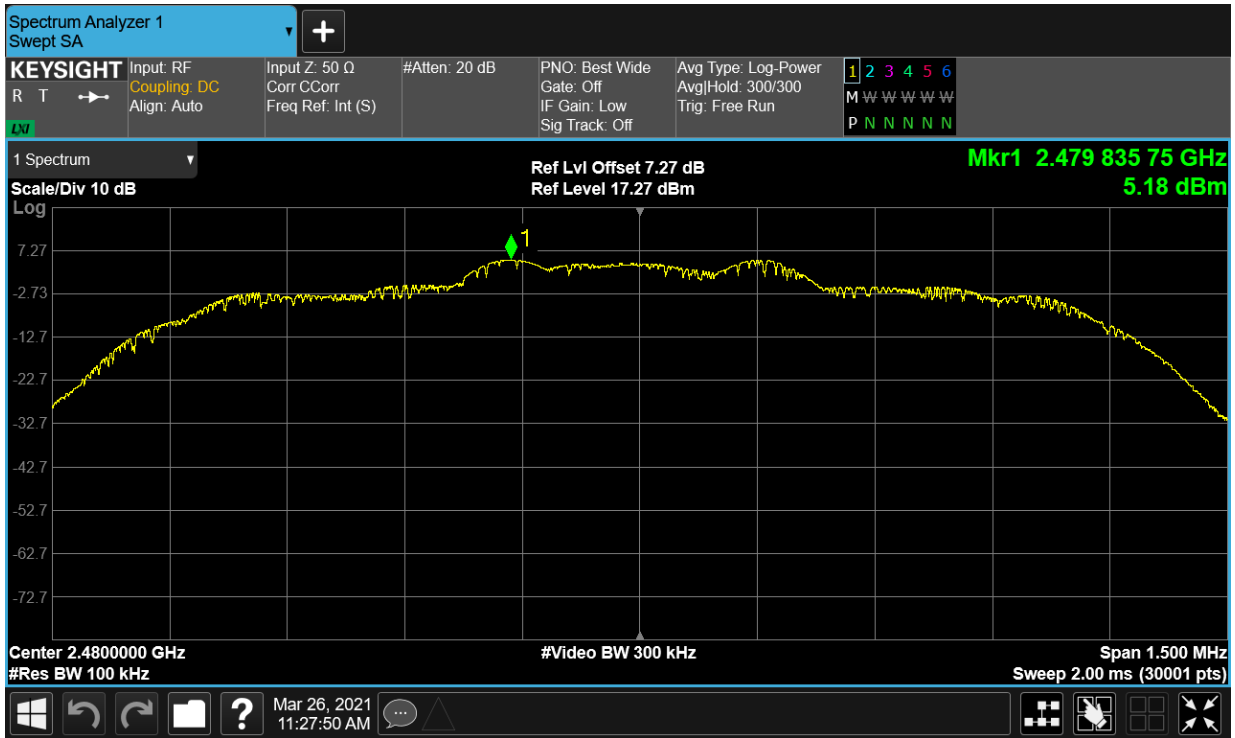 Spectrum Analyzer 1
Swept SA
+
KEYSIGHT Input: RF Input Z: 50 Ω #Atten: 20 dB PNO: Best Wide Avg Type: Log-Power 1 2 3 4 5 6
R T Coupling: DC Corr CCorr Gate: Off Avg|Hold: 300/300 M W W W W W
Align: Auto Freq Ref: Int (S) IF Gain: Low Trig: Free Run
LXI Sig Track: Off P N N N N N
1 Spectrum Ref Lvl Offset 7.27 dB Mkr1 2.479 835 75 GHz
Scale/Div 10 dB Ref Level 17.27 dBm 5.18 dBm
Log
1
7.27
-2.73
-12.7
-22.7
-32.7
-42.7
-52.7
-62.7
-72.7
Center 2.4800000 GHz #Video BW 300 kHz Span 1.500 MHz
#Res BW 100 kHz Sweep 2.00 ms (30001 pts)
? Mar 26, 2021
11:27:50 AM